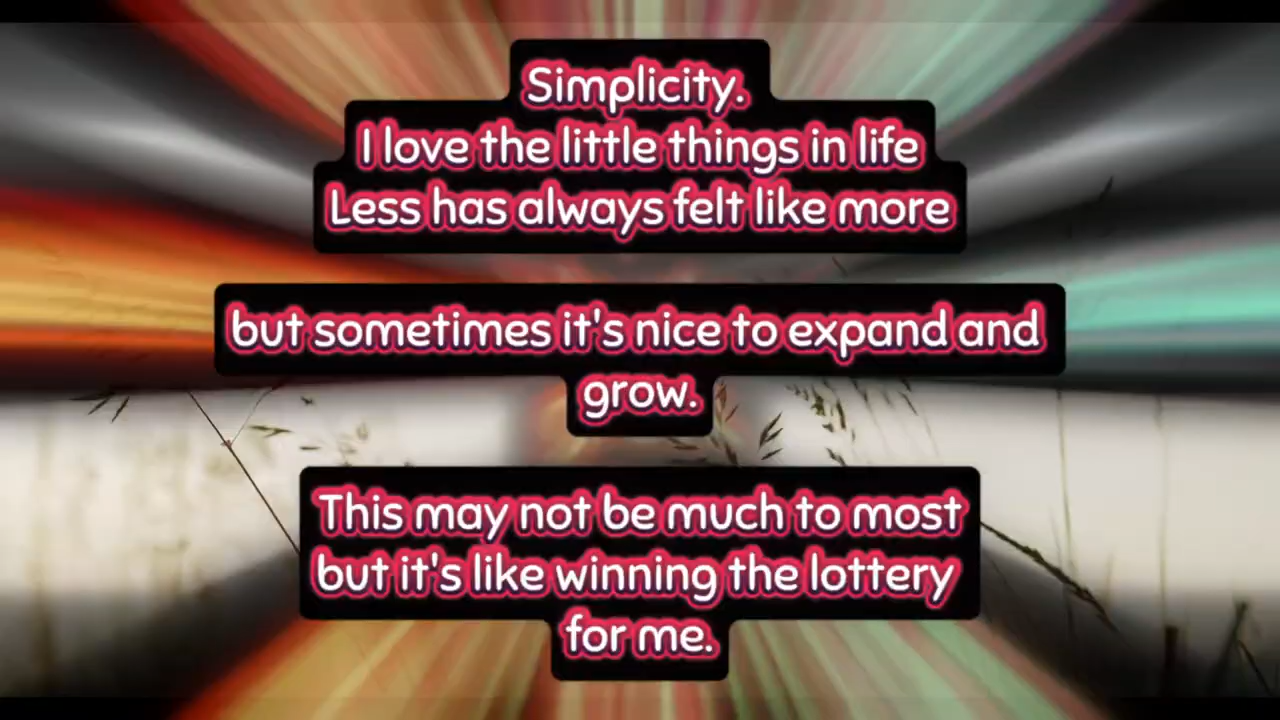 Simplicity.
I love the little things in life
Less has always felt like more
but sometimes it's nice to expand and
grow.
This may not be much to most
but it's like winning the lottery
for me.